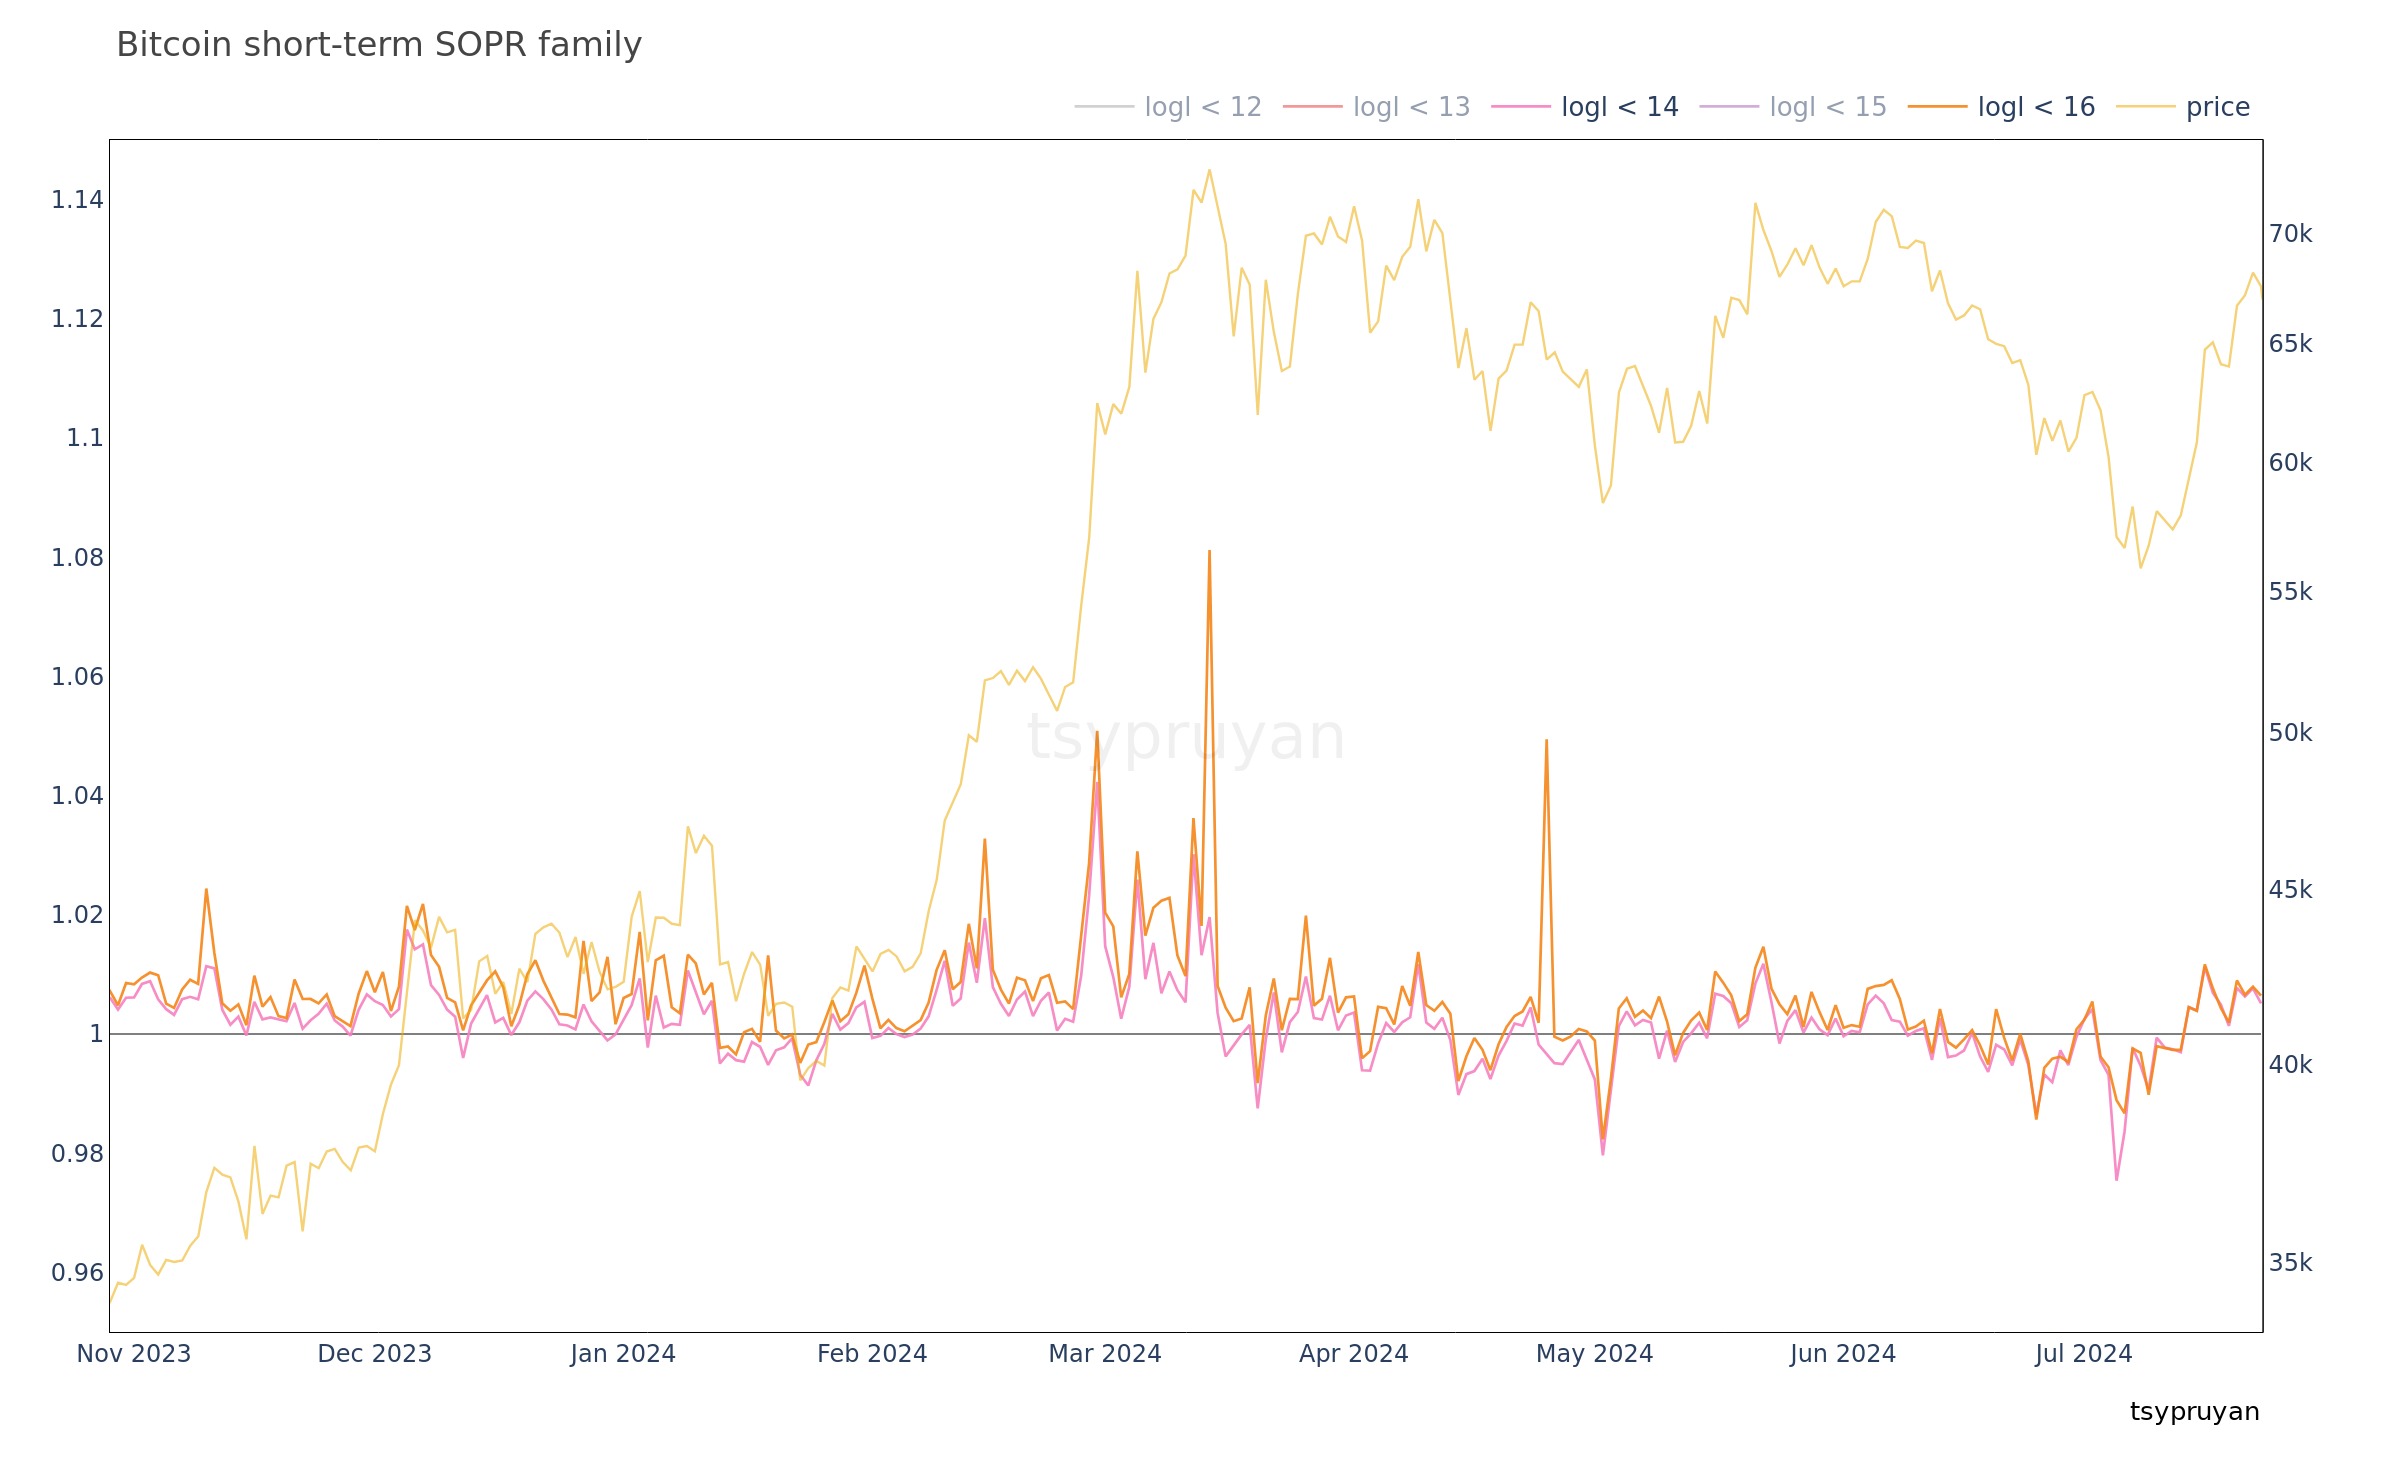 Bitcoin short-term SOPR family
logl < 12 logl < 13 logl < 14 logl < 15 logl < 16 price
1.14
1.12
1.1
1.08
1.06
1.04
1.02
1
0.98
0.96
70k
65k
60k
55k
50k
45k
40k
35k
tsypruyan
Nov 2023 Dec 2023 Jan 2024 Feb 2024 Mar 2024 Apr 2024 May 2024 Jun 2024 Jul 2024
tsypruyan